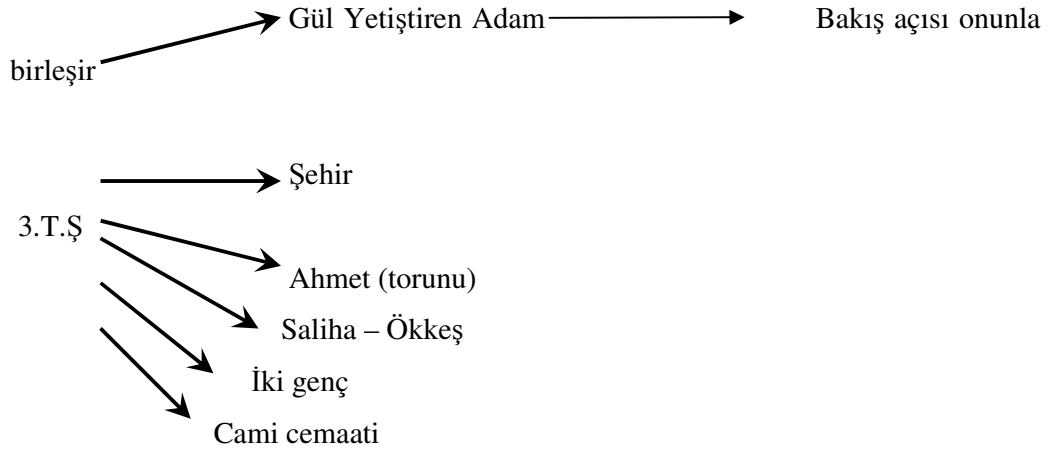 Gül Yetiştiren Adam Bakış açısı onunla
birleşir
Şehir
3.T.Ş
Ahmet (torunu)
Saliha – Ökkeş
İki genç
Cami cemaati